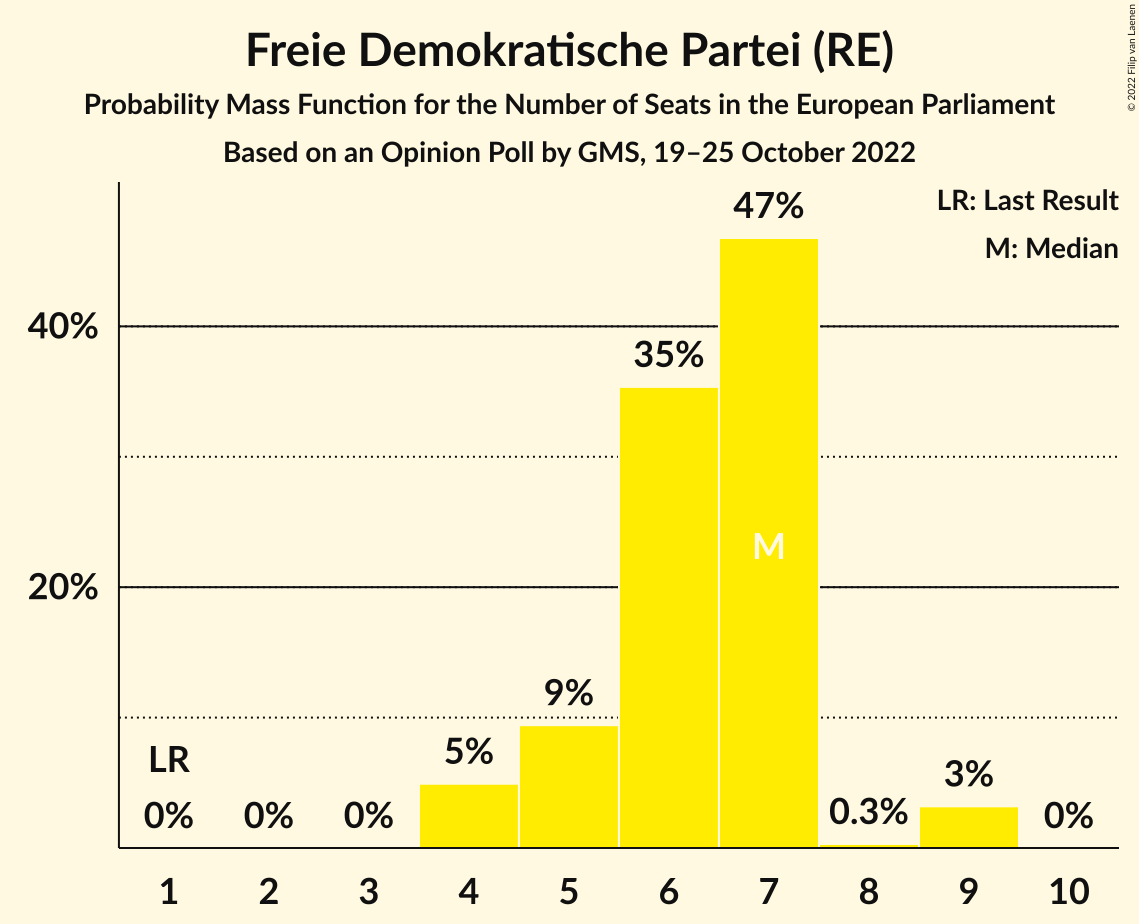 Freie Demokratische Partei (RE)
Probability Mass Function for the Number of Seats in the European Parliament
Based on an Opinion Poll by GMS, 19–25 October 2022
© 2022 Filip van Laenen
LR: Last Result
M: Median
47%
40%
35%
M
20%
9%
5%
LR
3%
0%
0%
0%
0.3%
0%
1 2 3 4 5 6 7 8 9 10